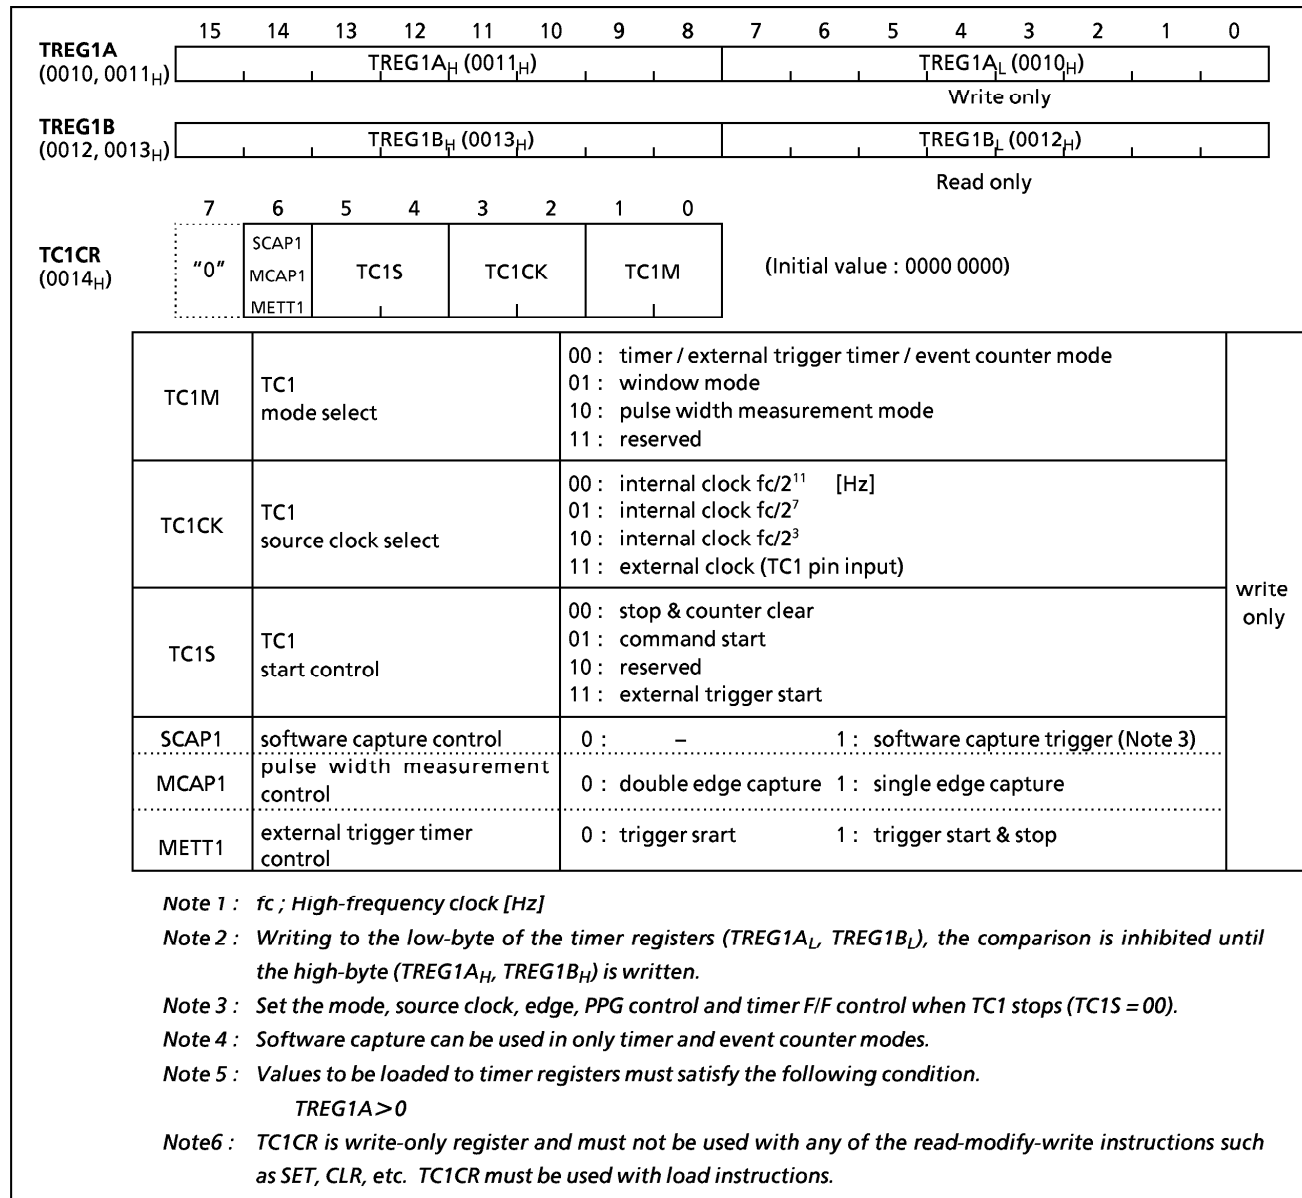 15 14 13 12 11 10 9 8 7 6 5 4 3 2 1 0
TREG1A
(0010, 0011H)
TREG1AH (0011H) TREG1AL (0010H)
Write only
TREG1B
(0012, 0013H)
TREG1BH (0013H) TREG1BL (0012H)
Read only
7 6 5 4 3 2 1 0
TC1CR
(0014H)
"0"
SCAP1
MCAP1
METT1
TC1S TC1CK TC1M
(Initial value : 0000 0000)
TC1M
TC1
mode select
00 : timer / external trigger timer / event counter mode
01 : window mode
10 : pulse width measurement mode
11 : reserved
TC1CK
TC1
source clock select
00 : internal clock fc/2¹¹ [Hz]
01 : internal clock fc/2⁷
10 : internal clock fc/2³
11 : external clock (TC1 pin input)
TC1S
TC1
start control
00 : stop & counter clear
01 : command start
10 : reserved
11 : external trigger start
SCAP1 software capture control 0 : – 1 : software capture trigger (Note 3)
MCAP1
pulse width measurement
control
0 : double edge capture 1 : single edge capture
METT1
external trigger timer
control
0 : trigger srart 1 : trigger start & stop
write
only
Note 1 : fc ; High-frequency clock [Hz]
Note 2 : Writing to the low-byte of the timer registers (TREG1AL, TREG1BL), the comparison is inhibited until
the high-byte (TREG1AH, TREG1BH) is written.
Note 3 : Set the mode, source clock, edge, PPG control and timer F/F control when TC1 stops (TC1S = 00).
Note 4 : Software capture can be used in only timer and event counter modes.
Note 5 : Values to be loaded to timer registers must satisfy the following condition.
TREG1A>0
Note6 : TC1CR is write-only register and must not be used with any of the read-modify-write instructions such
as SET, CLR, etc. TC1CR must be used with load instructions.